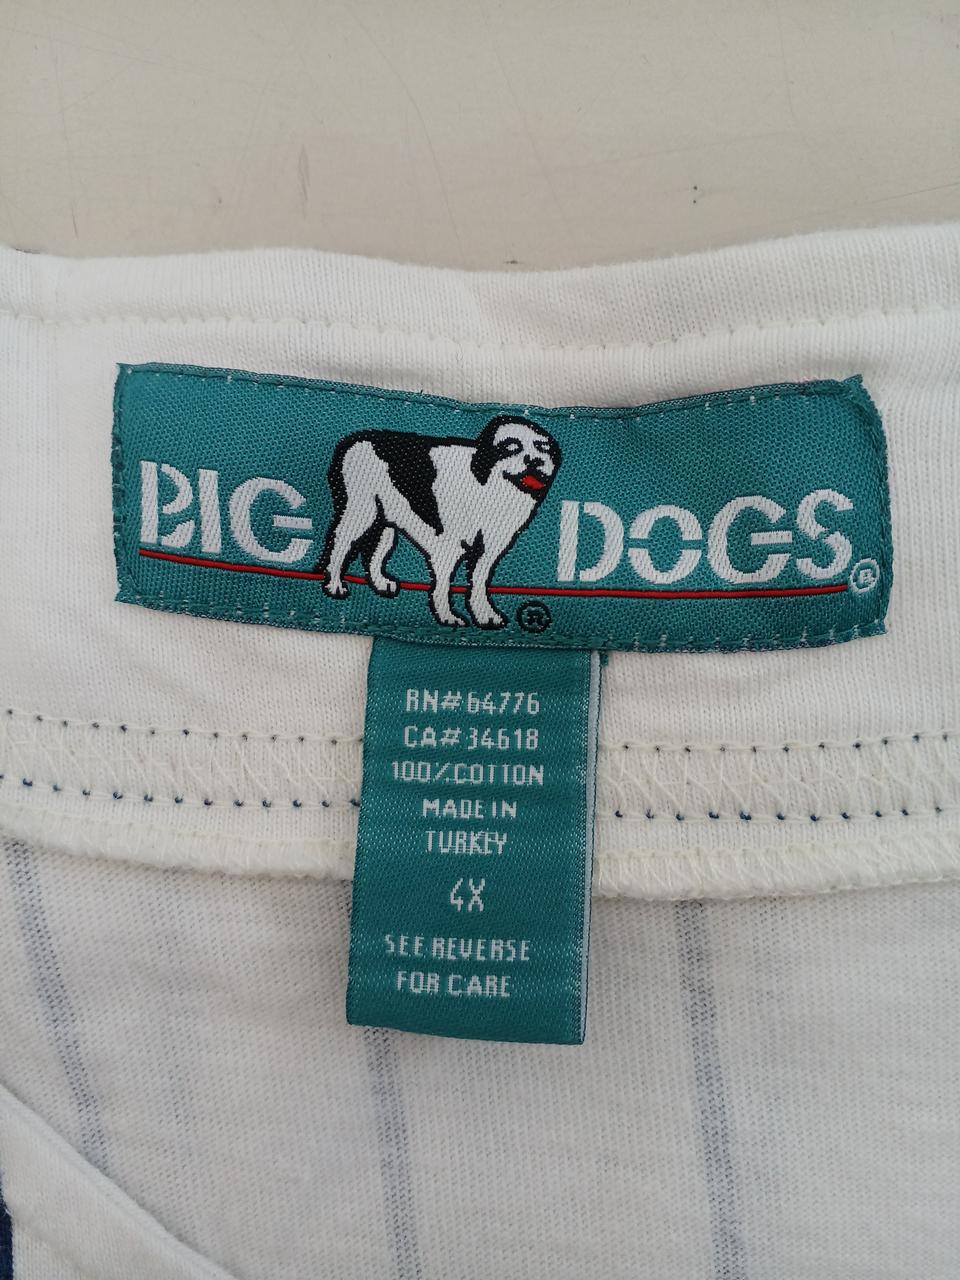 BIG DOGS®
®
RN#64776
CA#34618
100%COTTON
MADE IN
TURKEY
4X
SEE REVERSE
FOR CARE